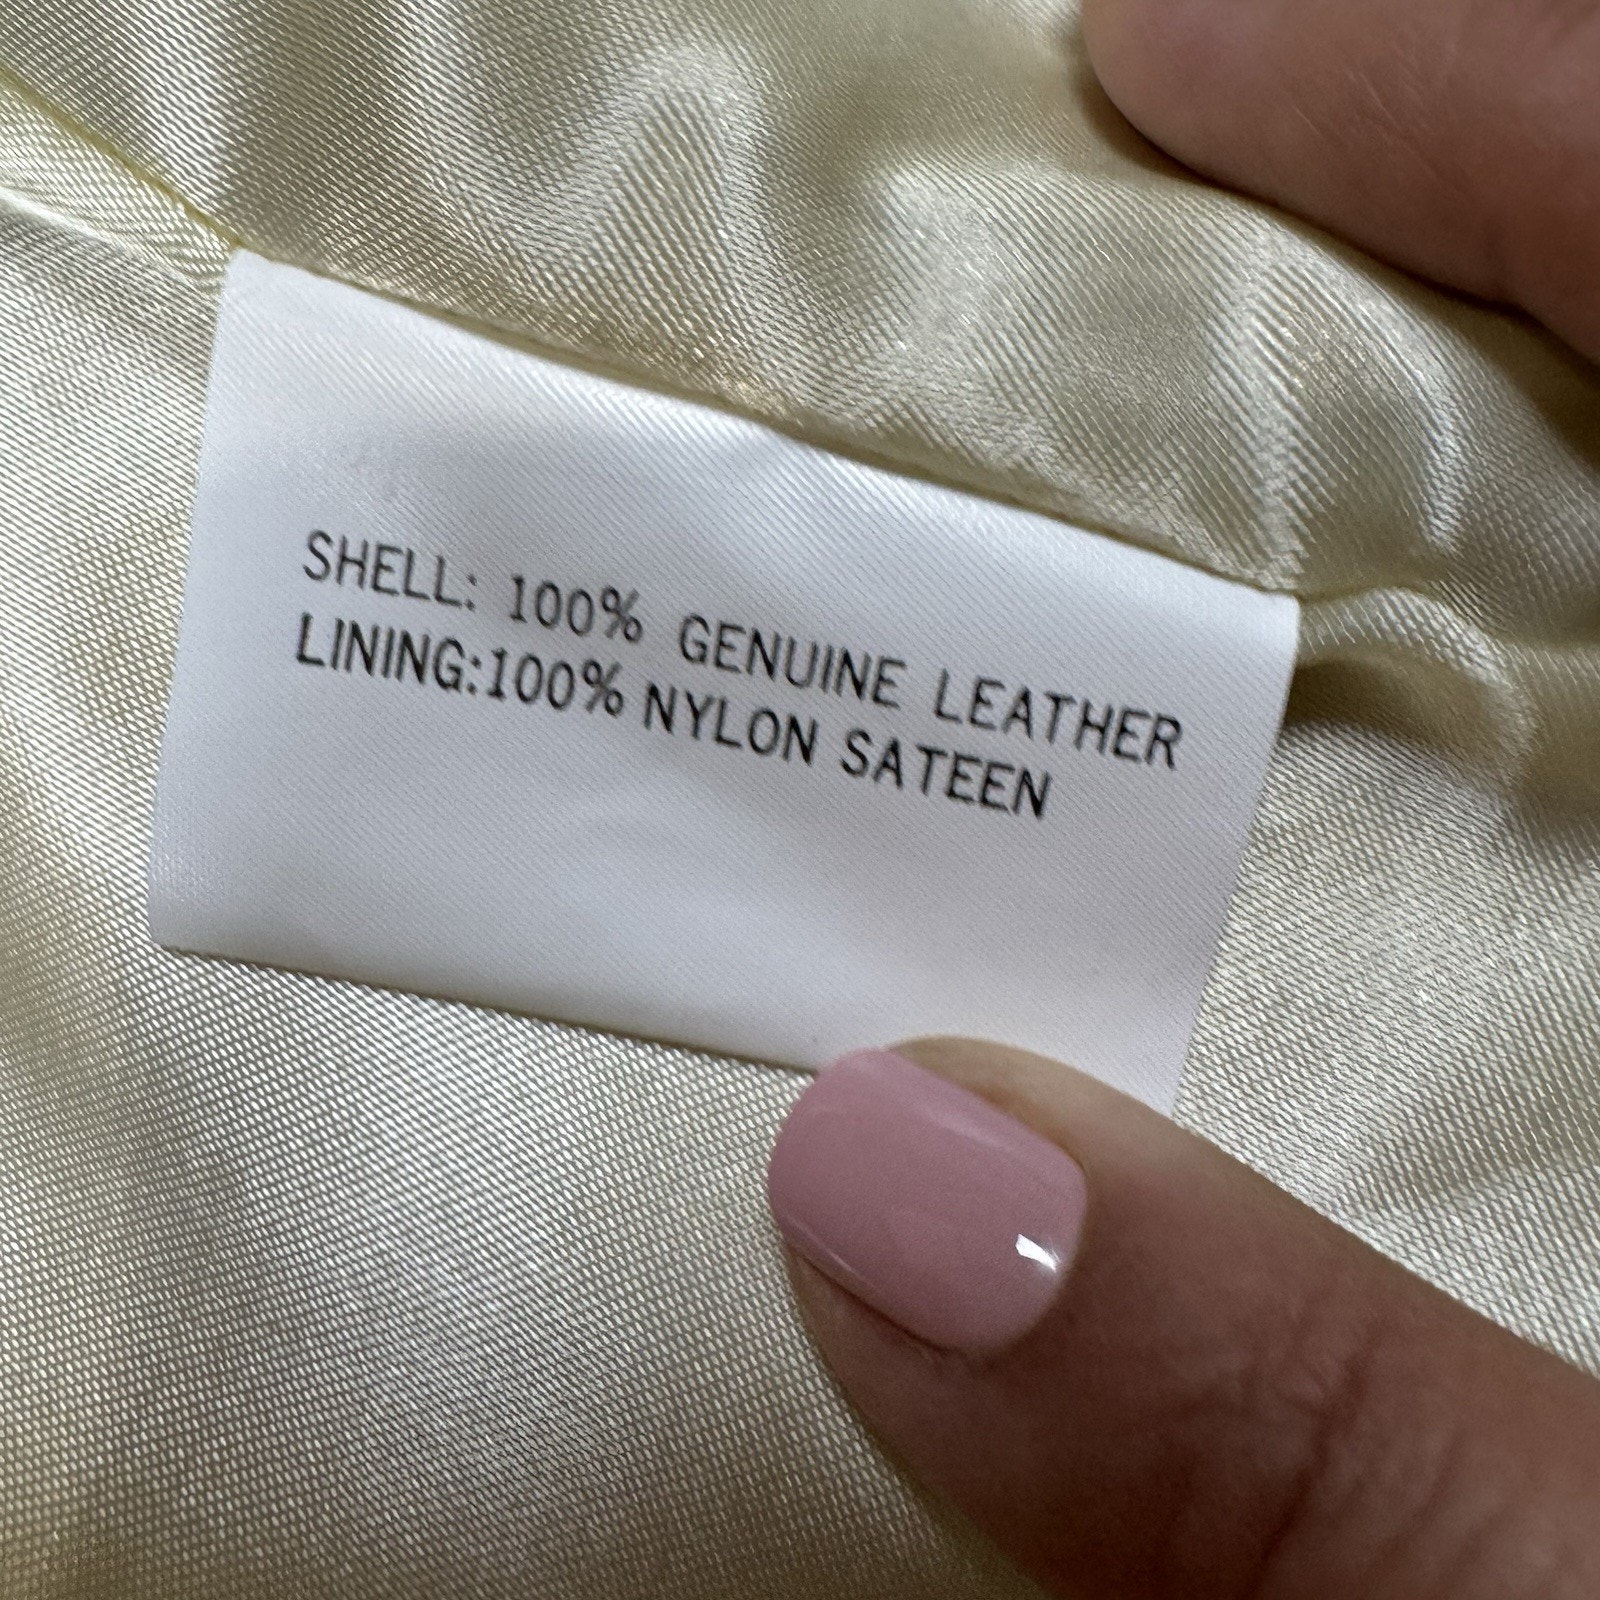 SHELL: 100% GENUINE LEATHER
LINING:100% NYLON SATEEN